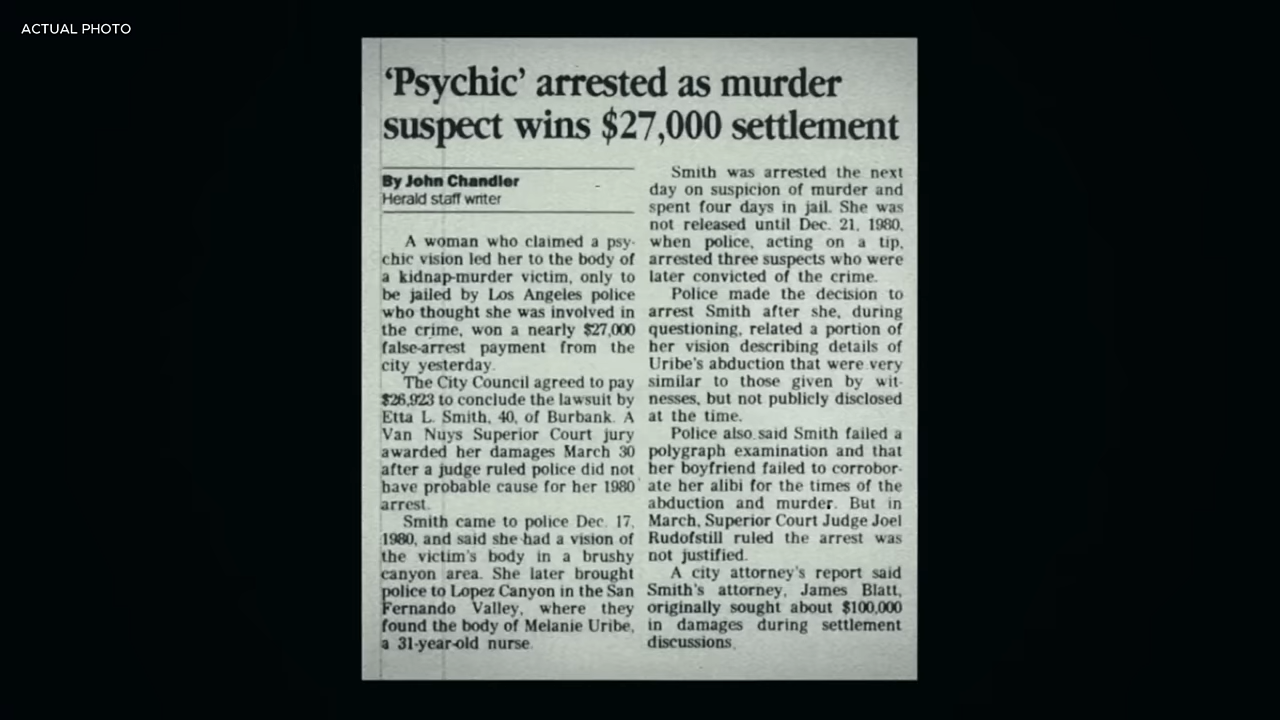 ACTUAL PHOTO
‘Psychic’ arrested as murder
suspect wins $27,000 settlement
By John Chandler
Herald staff writer
A woman who claimed a psy-
chic vision led her to the body of
a kidnap-murder victim, only to
be jailed by Los Angeles police
who thought she was involved in
the crime, won a nearly $27,000
false-arrest payment from the
city yesterday.
The City Council agreed to pay
$26,923 to conclude the lawsuit by
Etta L. Smith, 40, of Burbank. A
Van Nuys Superior Court jury
awarded her damages March 30
after a judge ruled police did not
have probable cause for her 1980
arrest.
Smith came to police Dec. 17,
1980, and said she had a vision of
the victim's body in a brushy
canyon area. She later brought
police to Lopez Canyon in the San
Fernando Valley, where they
found the body of Melanie Uribe,
a 31-year-old nurse.
Smith was arrested the next
day on suspicion of murder and
spent four days in jail. She was
not released until Dec. 21, 1980,
when police, acting on a tip,
arrested three suspects who were
later convicted of the crime.
Police made the decision to
arrest Smith after she, during
questioning, related a portion of
her vision describing details of
Uribe's abduction that were very
similar to those given by wit-
nesses, but not publicly disclosed
at the time.
Police also said Smith failed a
polygraph examination and that
her boyfriend failed to corrobor-
ate her alibi for the times of the
abduction and murder. But in
March, Superior Court Judge Joel
Rudofstill ruled the arrest was
not justified.
A city attorney's report said
Smith's attorney, James Blatt,
originally sought about $100,000
in damages during settlement
discussions.